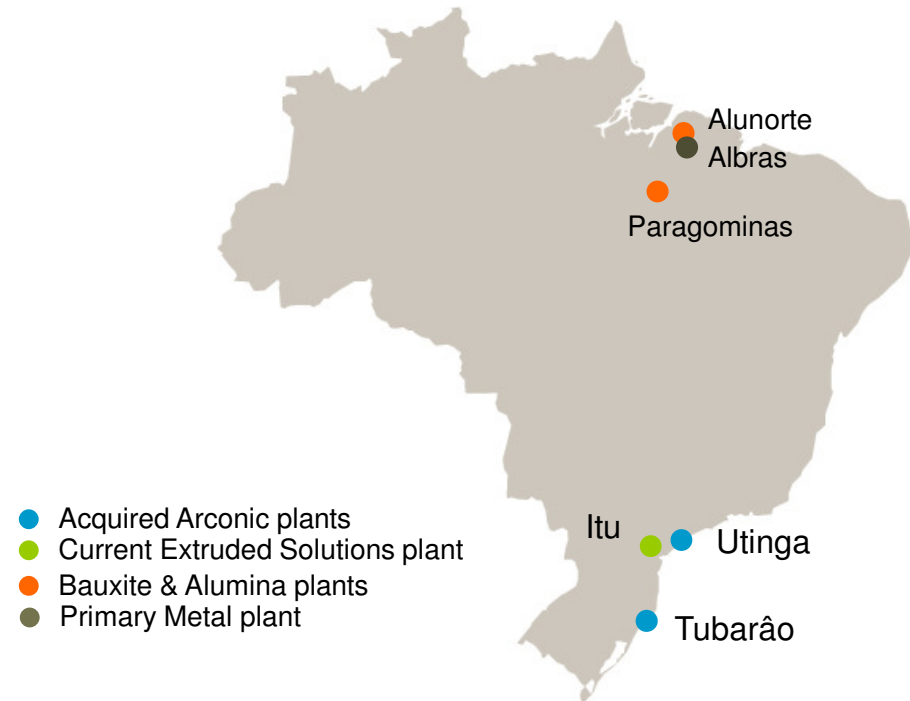 Alunorte
Albras
Paragominas
Acquired Arconic plants
Current Extruded Solutions plant
Bauxite & Alumina plants
Primary Metal plant
Itu
Utinga
Tubarâo